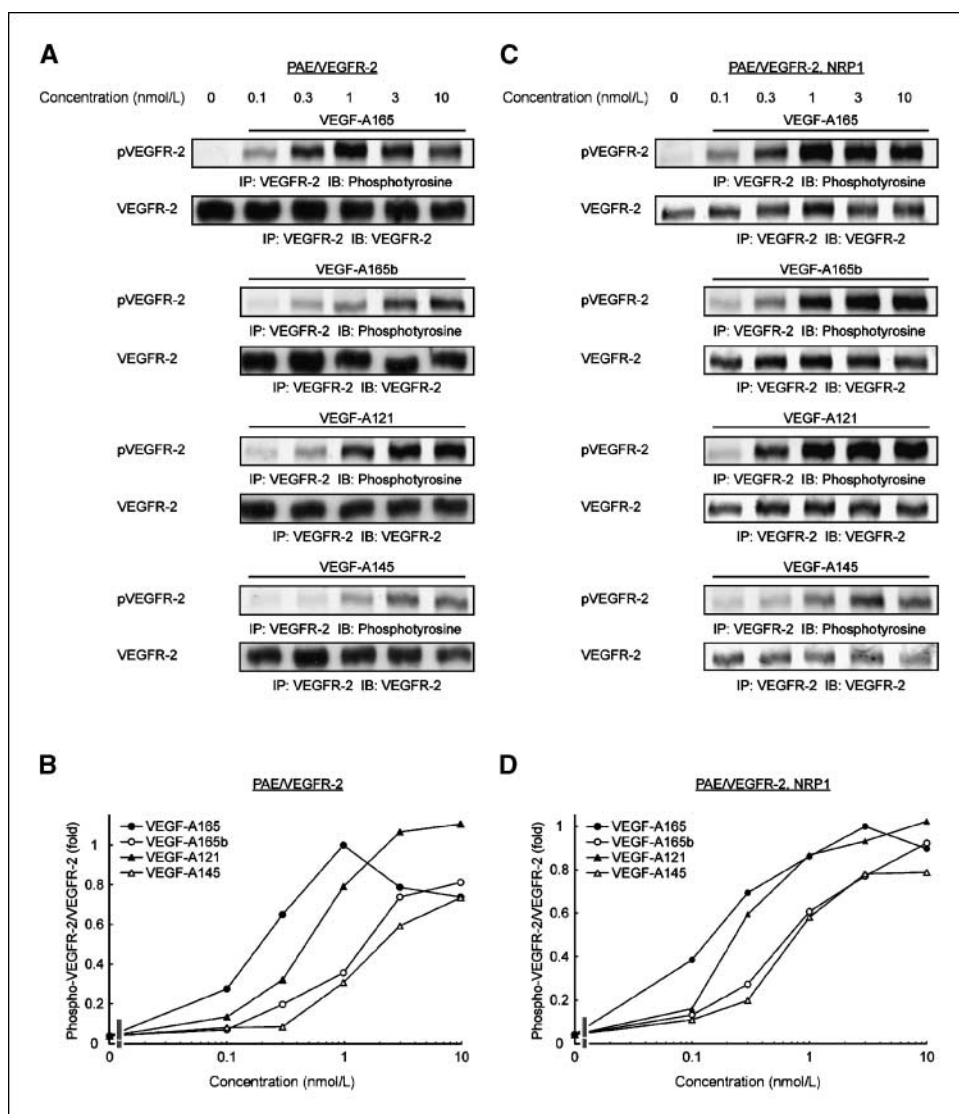 A
PAE/VEGFR-2
Concentration (nmol/L) 0 0.1 0.3 1 3 10
VEGF-A165
pVEGFR-2
IP: VEGFR-2 IB: Phosphotyrosine
VEGFR-2
IP: VEGFR-2 IB: VEGFR-2
VEGF-A165b
pVEGFR-2
IP: VEGFR-2 IB: Phosphotyrosine
VEGFR-2
IP: VEGFR-2 IB: VEGFR-2
VEGF-A121
pVEGFR-2
IP: VEGFR-2 IB: Phosphotyrosine
VEGFR-2
IP: VEGFR-2 IB: VEGFR-2
VEGF-A145
pVEGFR-2
IP: VEGFR-2 IB: Phosphotyrosine
VEGFR-2
IP: VEGFR-2 IB: VEGFR-2
C
PAE/VEGFR-2, NRP1
Concentration (nmol/L) 0 0.1 0.3 1 3 10
VEGF-A165
pVEGFR-2
IP: VEGFR-2 IB: Phosphotyrosine
VEGFR-2
IP: VEGFR-2 IB: VEGFR-2
VEGF-A165b
pVEGFR-2
IP: VEGFR-2 IB: Phosphotyrosine
VEGFR-2
IP: VEGFR-2 IB: VEGFR-2
VEGF-A121
pVEGFR-2
IP: VEGFR-2 IB: Phosphotyrosine
VEGFR-2
IP: VEGFR-2 IB: VEGFR-2
VEGF-A145
pVEGFR-2
IP: VEGFR-2 IB: Phosphotyrosine
VEGFR-2
IP: VEGFR-2 IB: VEGFR-2
B
PAE/VEGFR-2
Phospho-VEGFR-2/VEGFR-2 (fold)
VEGF-A165
VEGF-A165b
VEGF-A121
VEGF-A145
1
0.8
0.6
0.4
0.2
0
0 0.1 1 10
Concentration (nmol/L)
D
PAE/VEGFR-2, NRP1
Phospho-VEGFR-2/VEGFR-2 (fold)
VEGF-A165
VEGF-A165b
VEGF-A121
VEGF-A145
1
0.8
0.6
0.4
0.2
0
0 0.1 1 10
Concentration (nmol/L)